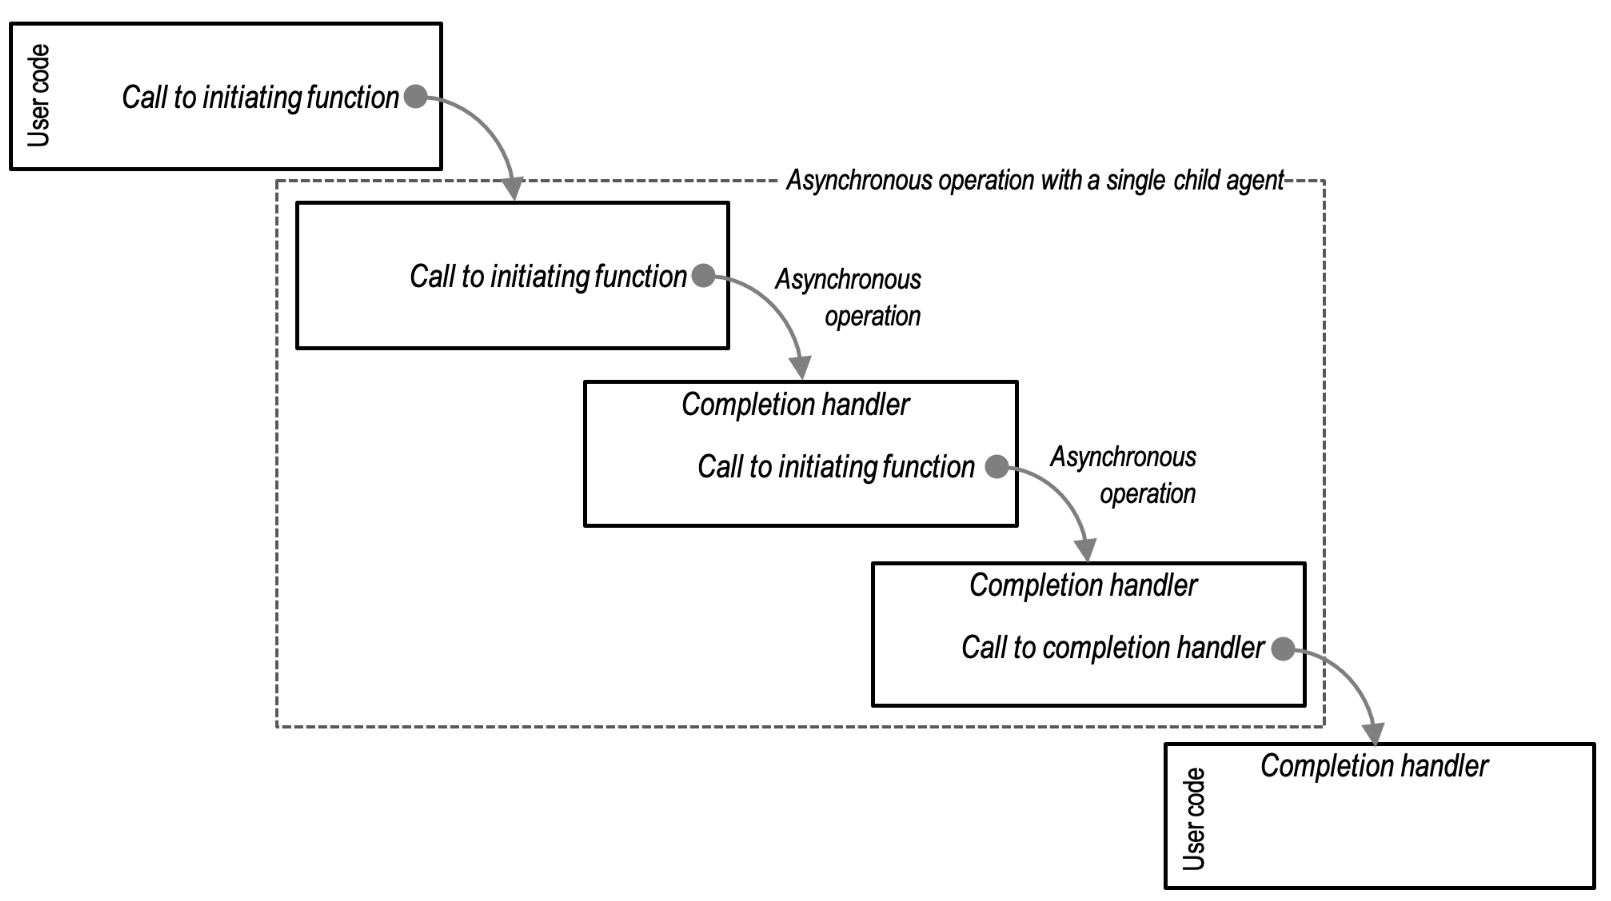 User code
Call to initiating function
Asynchronous operation with a single child agent
Call to initiating function
Asynchronous
operation
Completion handler
Call to initiating function
Asynchronous
operation
Completion handler
Call to completion handler
User code
Completion handler